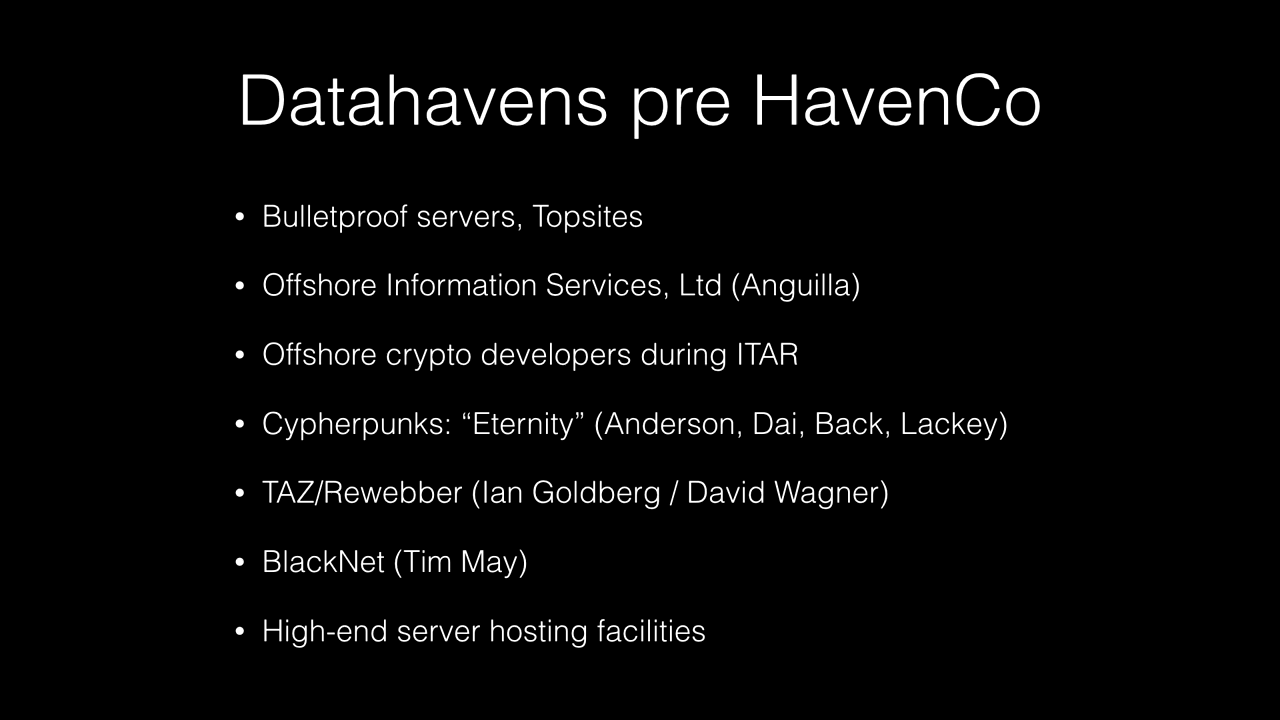 Datahavens pre HavenCo
• Bulletproof servers, Topsites
• Offshore Information Services, Ltd (Anguilla)
• Offshore crypto developers during ITAR
• Cypherpunks: “Eternity” (Anderson, Dai, Back, Lackey)
• TAZ/Rewebber (Ian Goldberg / David Wagner)
• BlackNet (Tim May)
• High-end server hosting facilities